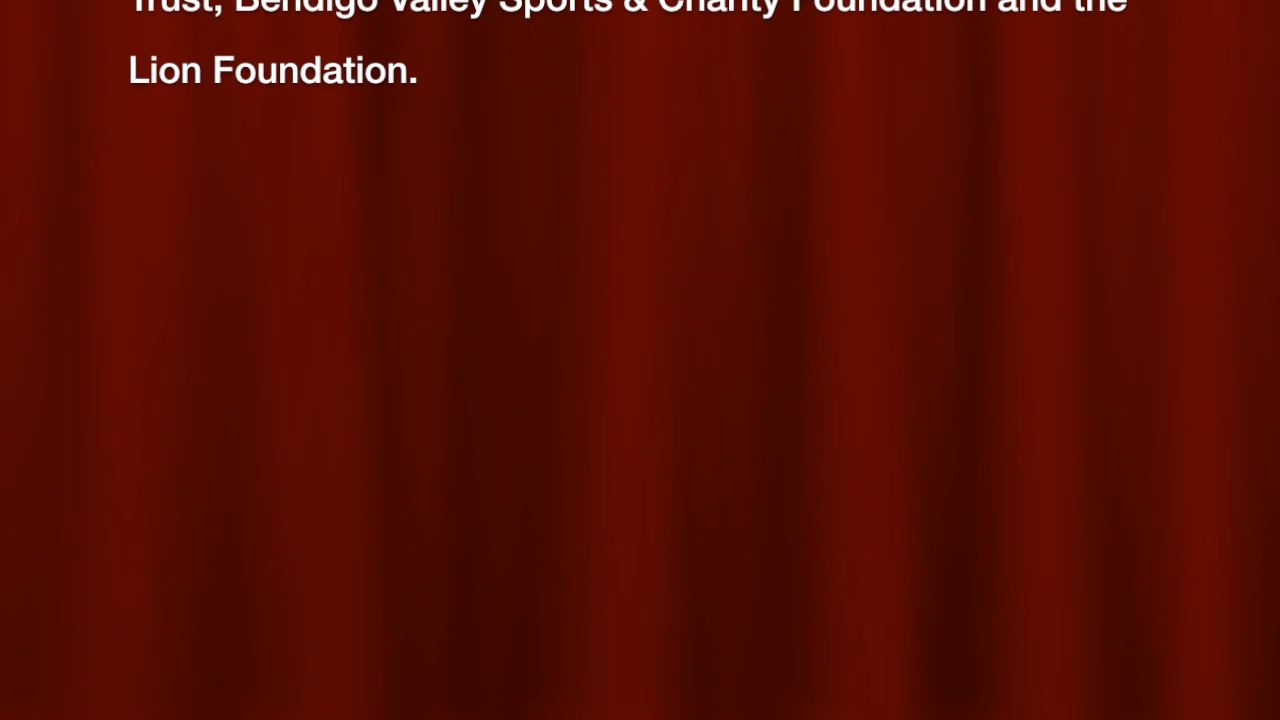 Trust, Bendigo Valley Sports & Charity Foundation and the
Lion Foundation.